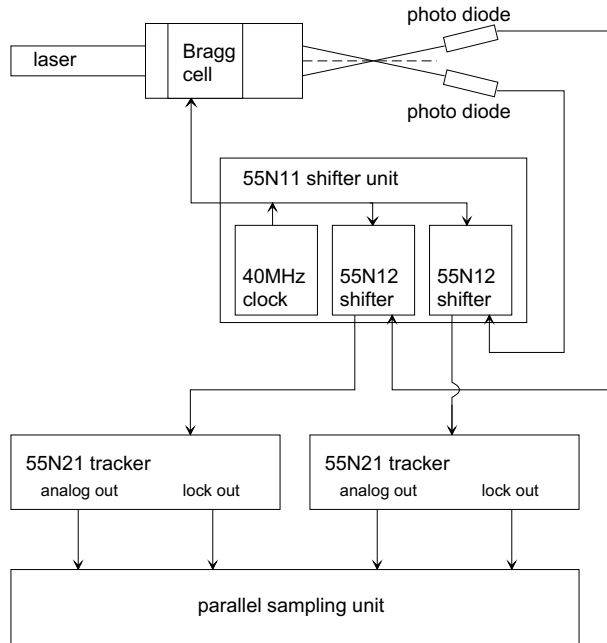 photo diode
laser
Bragg
cell
photo diode
55N11 shifter unit
40MHz
clock
55N12
shifter
55N12
shifter
55N21 tracker
analog out
lock out
55N21 tracker
analog out
lock out
parallel sampling unit